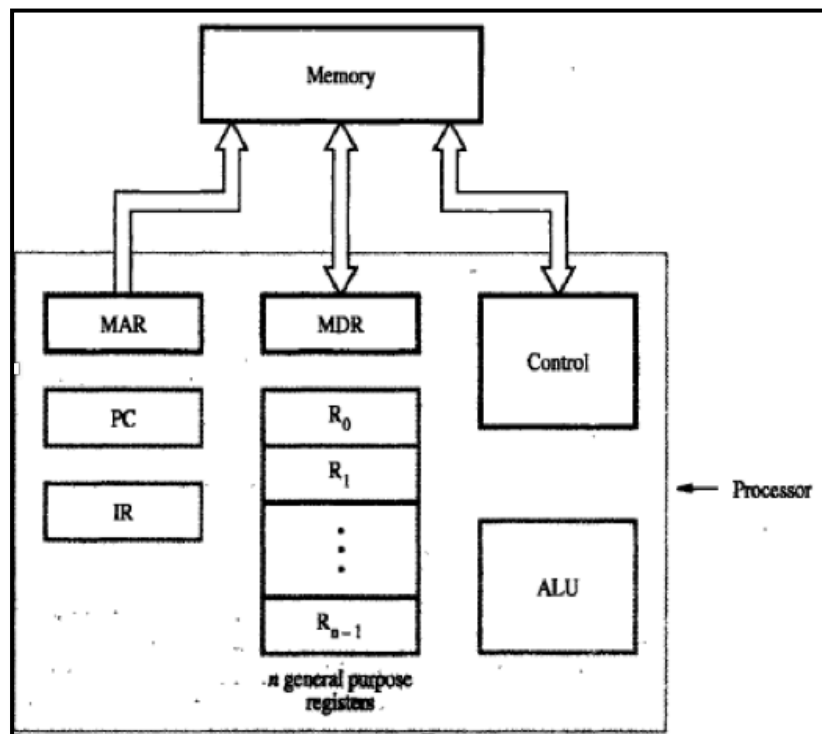 Memory
MAR
MDR
Control
PC
R₀
R₁
IR
Processor
⋮
ALU
Rₙ₋₁
n general purpose
registers